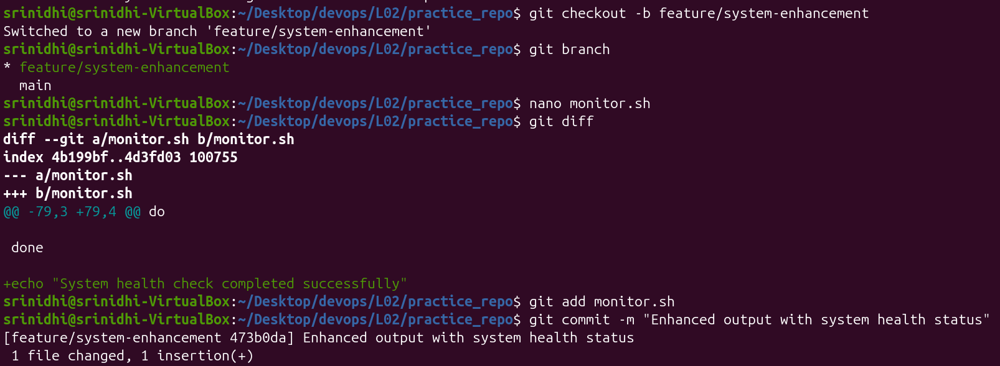 srinidhi@srinidhi-VirtualBox:~/Desktop/devops/L02/practice_repo$ git checkout -b feature/system-enhancement
Switched to a new branch 'feature/system-enhancement'
srinidhi@srinidhi-VirtualBox:~/Desktop/devops/L02/practice_repo$ git branch
* feature/system-enhancement
  main
srinidhi@srinidhi-VirtualBox:~/Desktop/devops/L02/practice_repo$ nano monitor.sh
srinidhi@srinidhi-VirtualBox:~/Desktop/devops/L02/practice_repo$ git diff
diff --git a/monitor.sh b/monitor.sh
index 4b199bf..4d3fd03 100755
--- a/monitor.sh
+++ b/monitor.sh
@@ -79,3 +79,4 @@ do
 done
+echo "System health check completed successfully"
srinidhi@srinidhi-VirtualBox:~/Desktop/devops/L02/practice_repo$ git add monitor.sh
srinidhi@srinidhi-VirtualBox:~/Desktop/devops/L02/practice_repo$ git commit -m "Enhanced output with system health status"
[feature/system-enhancement 473b0da] Enhanced output with system health status
 1 file changed, 1 insertion(+)